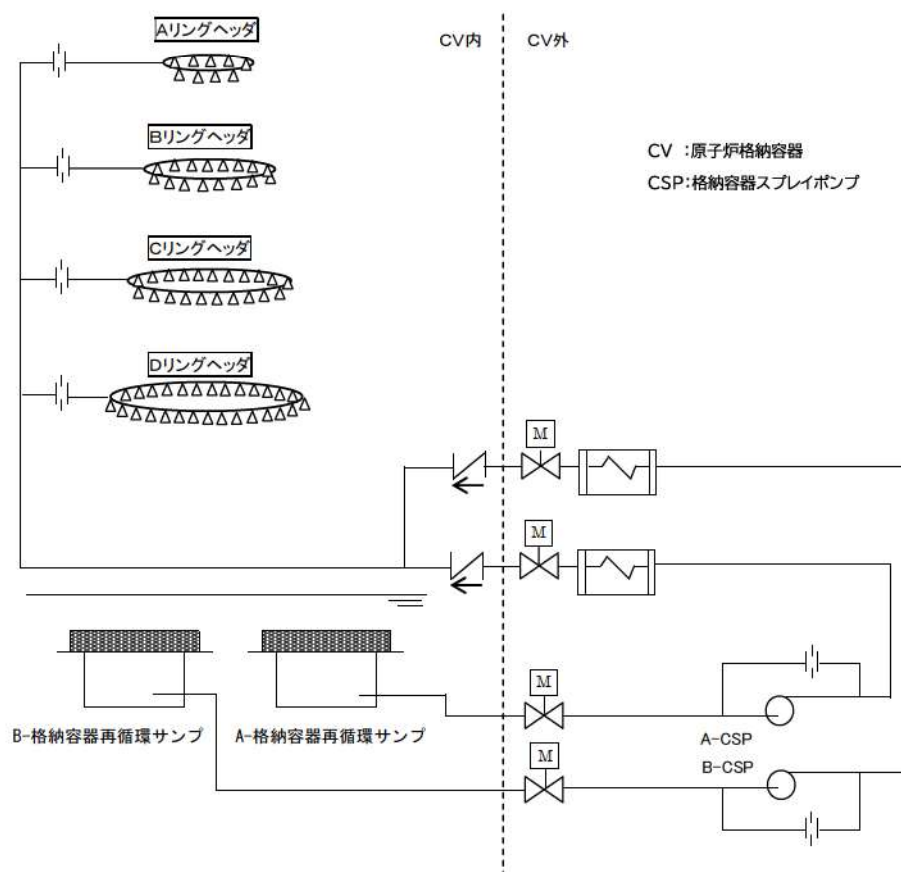 Aリングヘッダ
CV内
CV外
Bリングヘッダ
CV :原子炉格納容器
CSP:格納容器スプレイポンプ
Cリングヘッダ
Dリングヘッダ
M
M
M
B-格納容器再循環サンプ
A-格納容器再循環サンプ
A-CSP
M
B-CSP